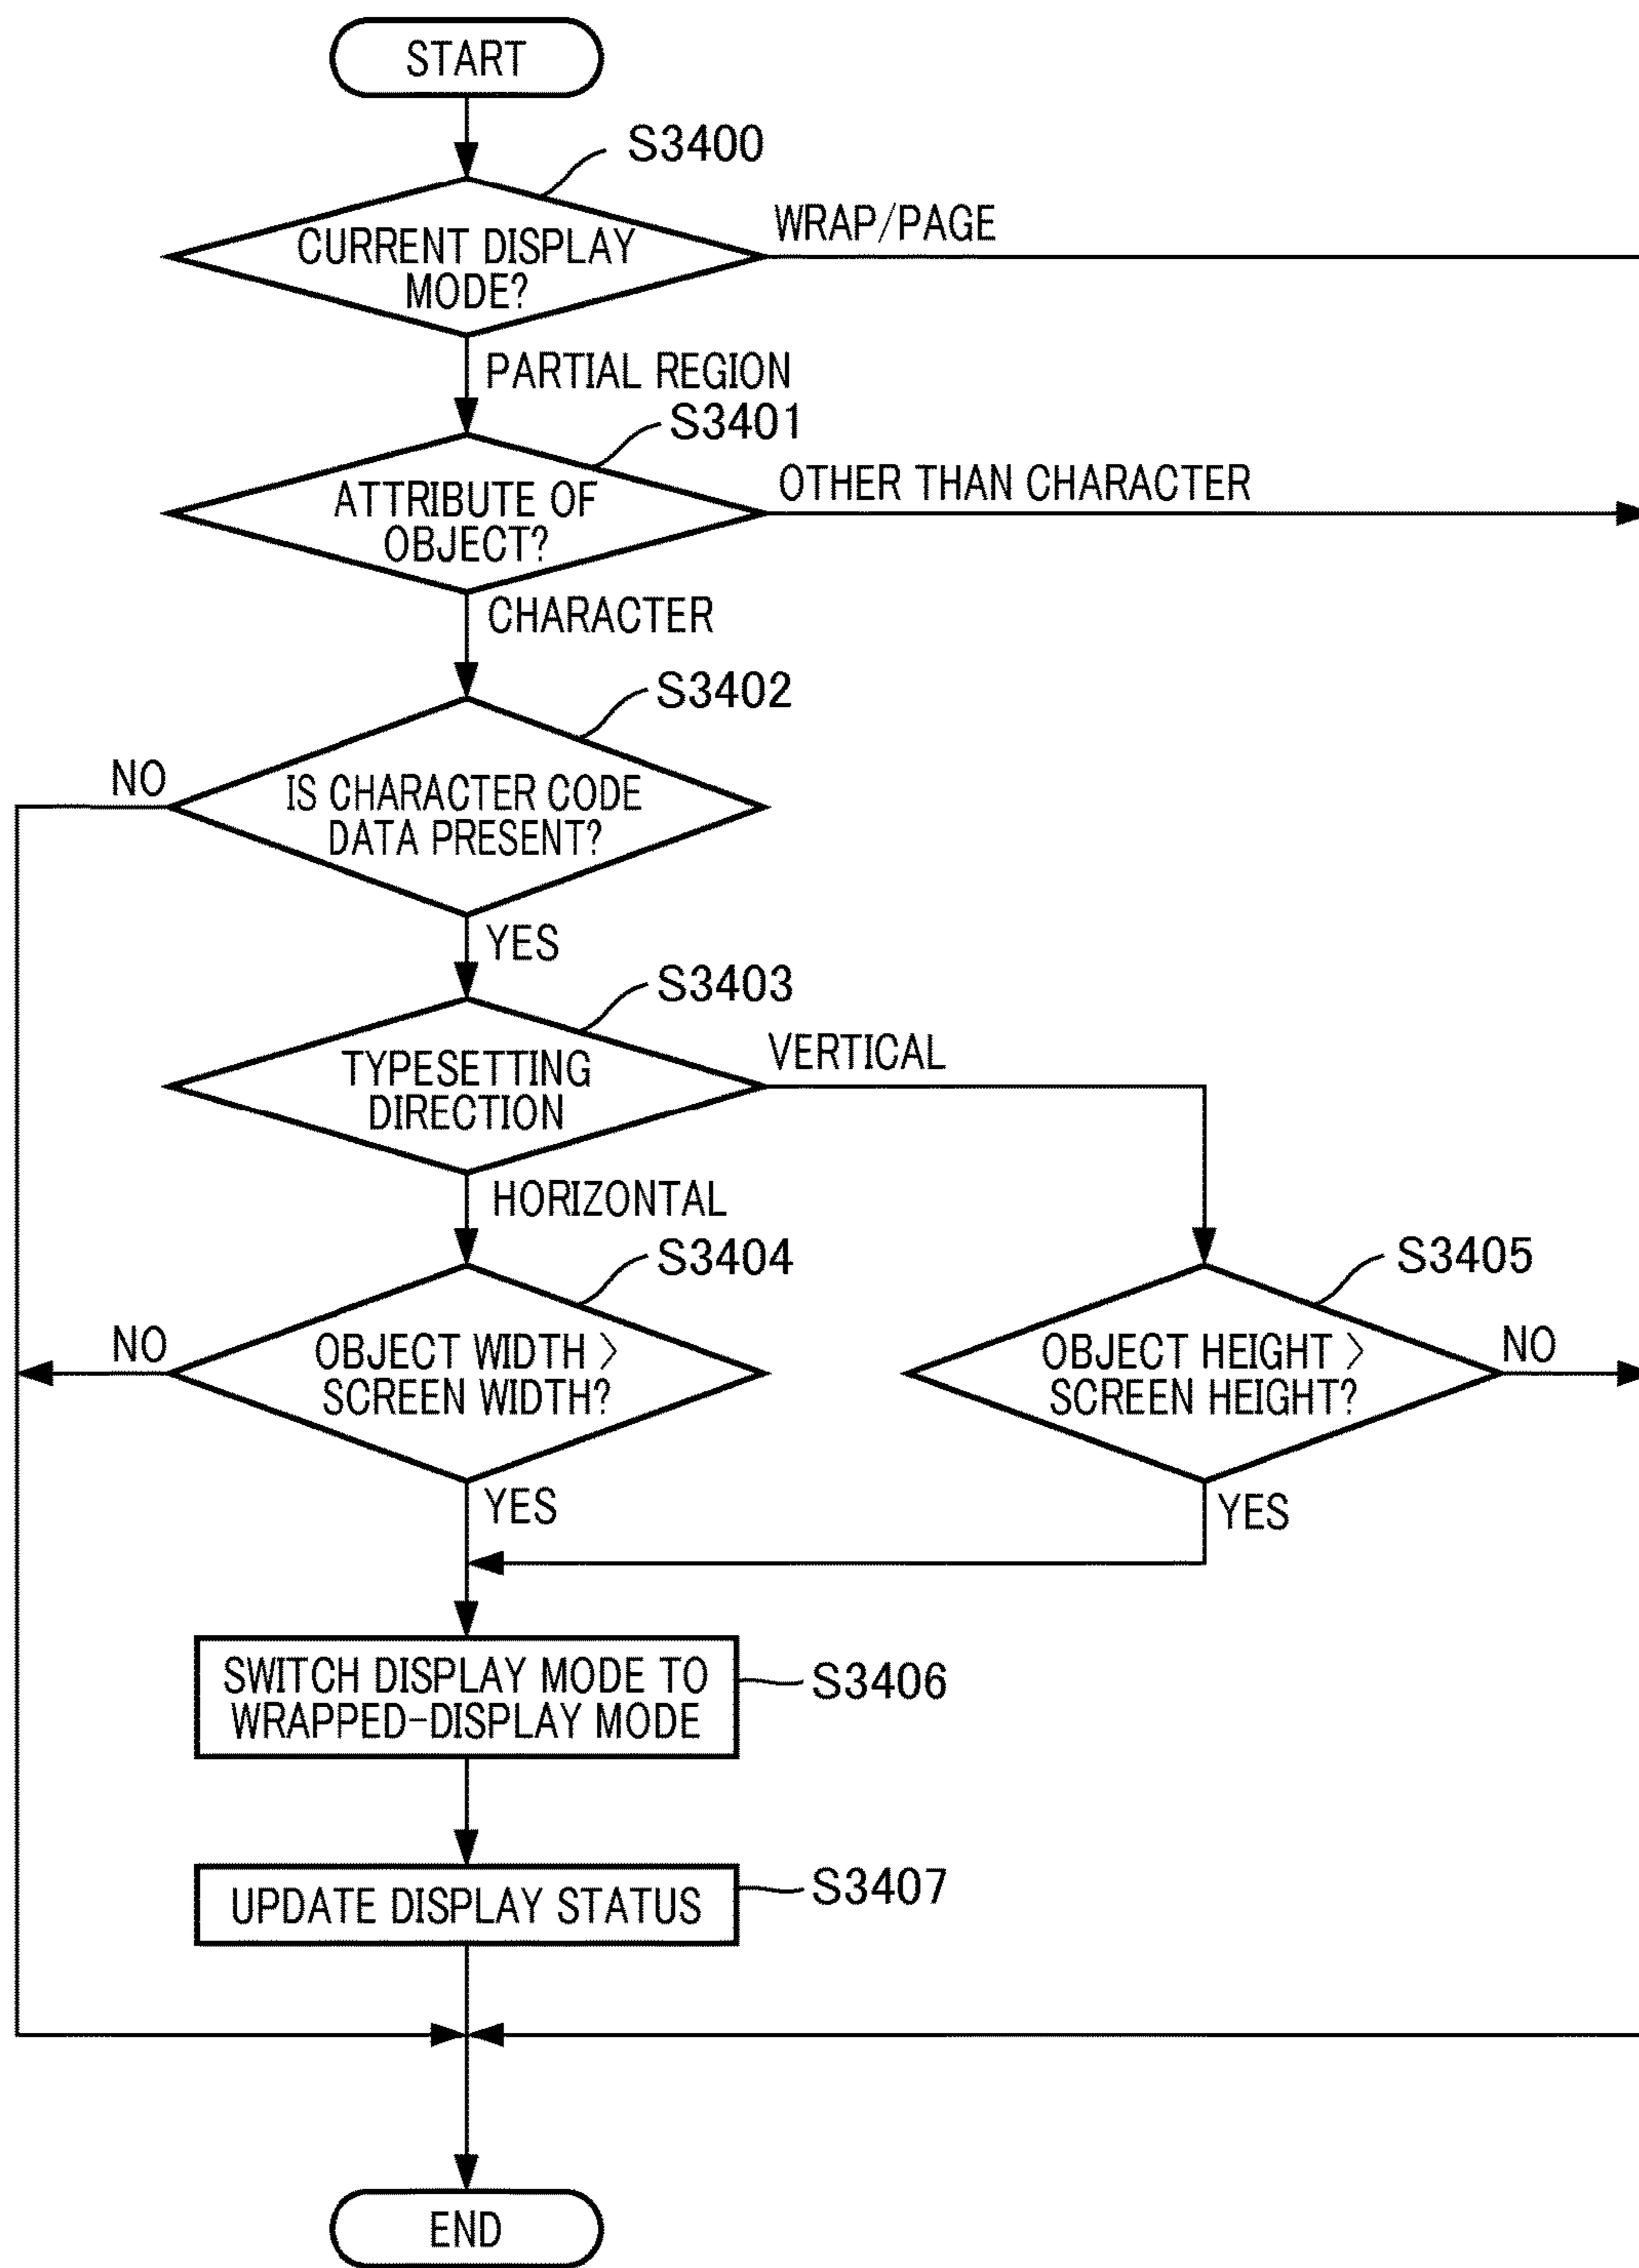 START
S3400
WRAP/PAGE
CURRENT DISPLAY
MODE?
PARTIAL REGION
S3401
OTHER THAN CHARACTER
ATTRIBUTE OF
OBJECT?
CHARACTER
S3402
NO
IS CHARACTER CODE
DATA PRESENT?
YES
S3403
VERTICAL
TYPESETTING
DIRECTION
HORIZONTAL
S3404
S3405
NO
OBJECT WIDTH >
SCREEN WIDTH?
OBJECT HEIGHT >
SCREEN HEIGHT?
NO
YES
YES
SWITCH DISPLAY MODE TO
WRAPPED-DISPLAY MODE
S3406
UPDATE DISPLAY STATUS
S3407
END